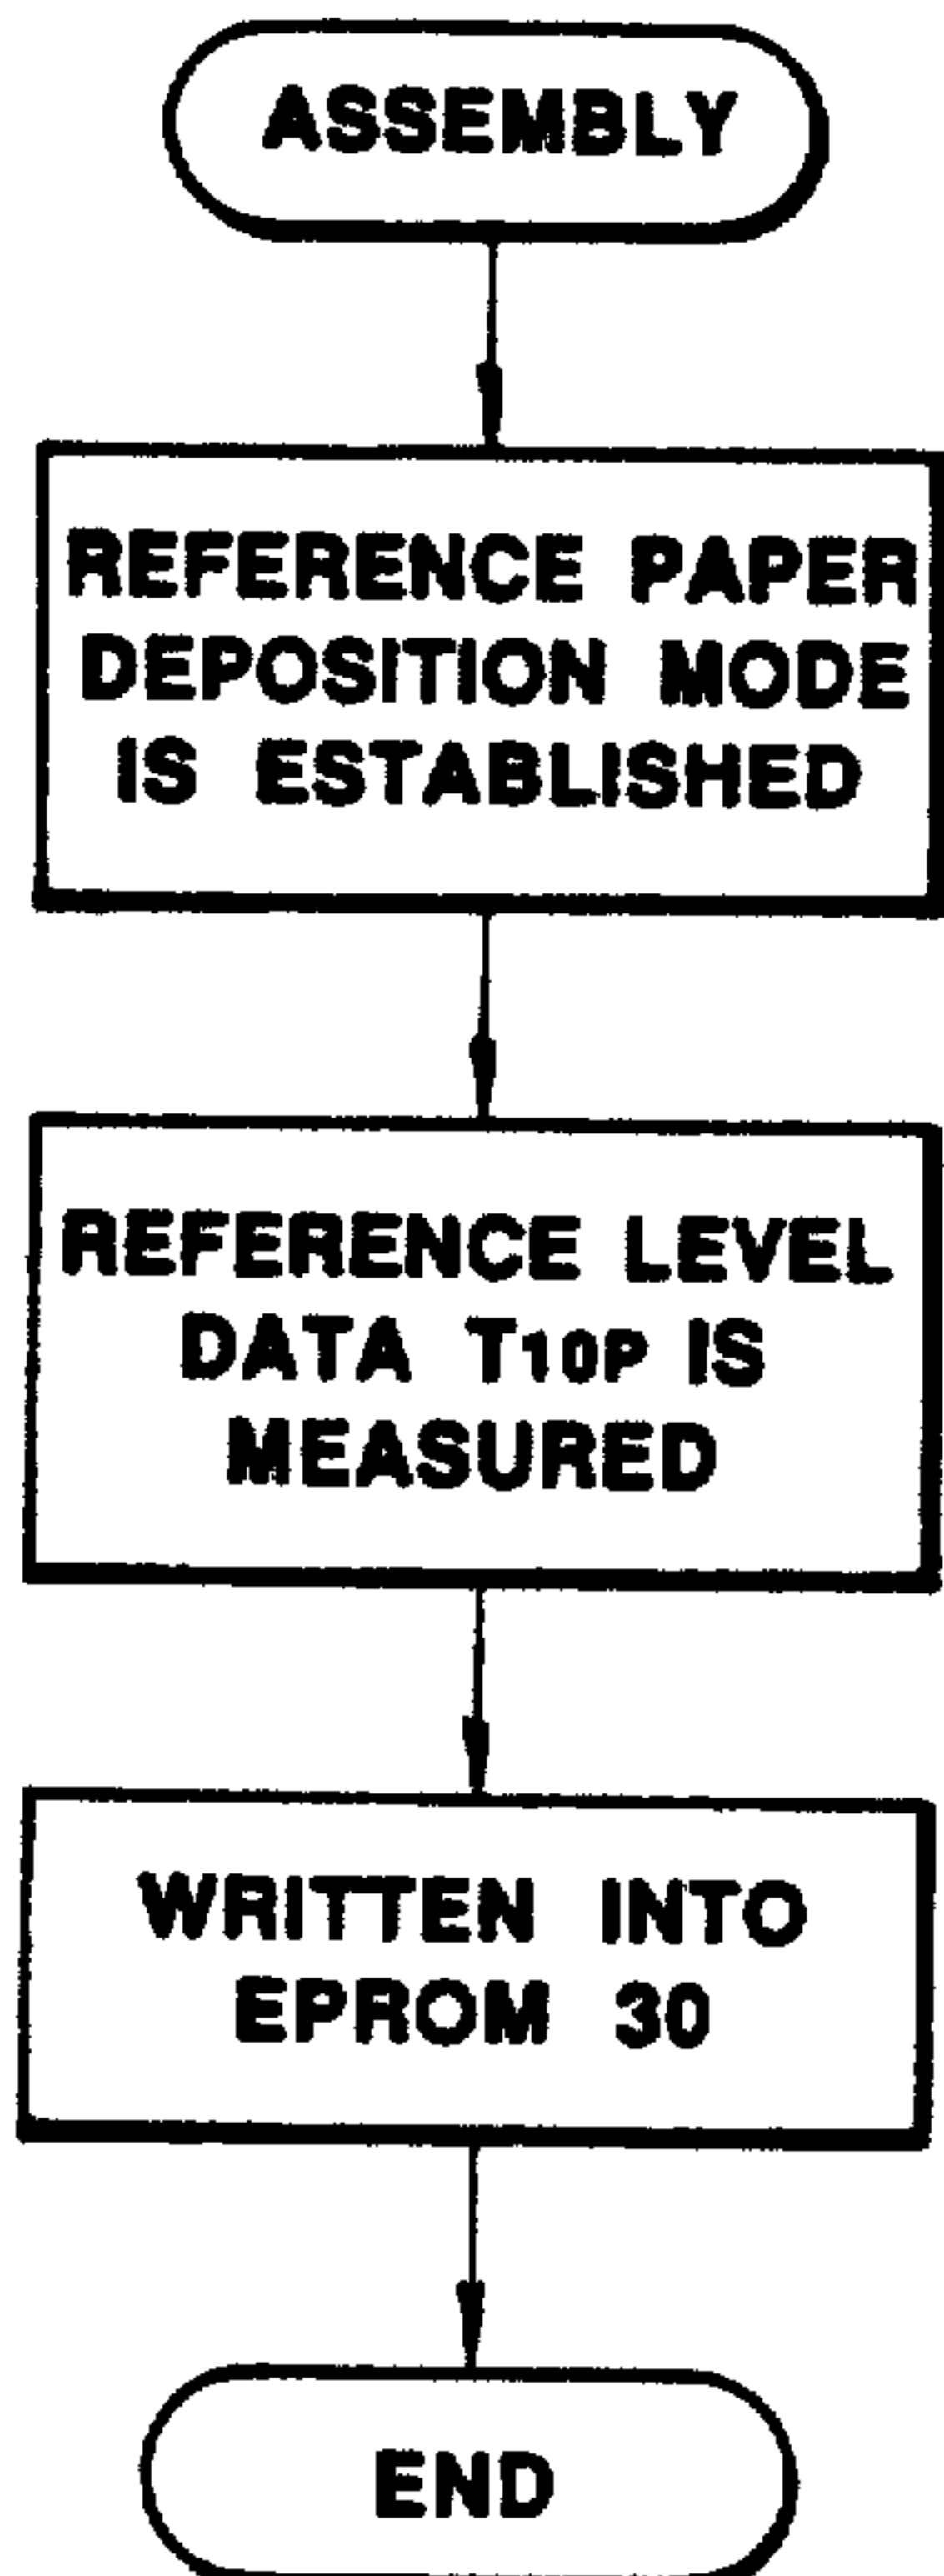 ASSEMBLY
REFERENCE PAPER
DEPOSITION MODE
IS ESTABLISHED
REFERENCE LEVEL
DATA T10P IS
MEASURED
WRITTEN INTO
EPROM 30
END